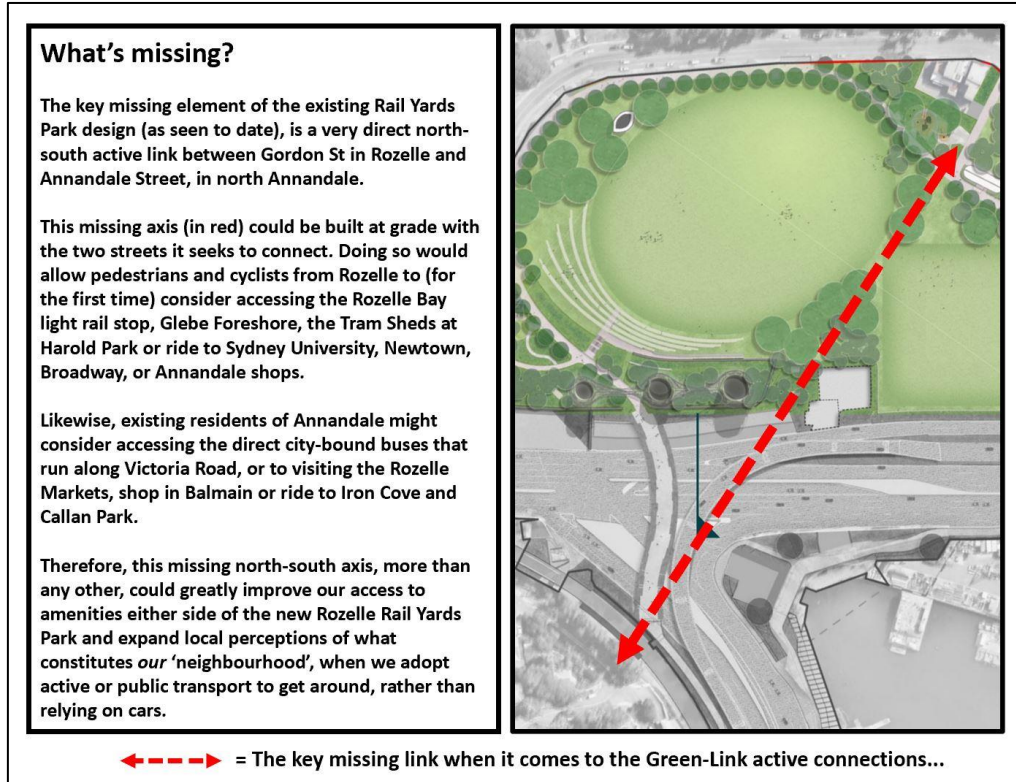 What’s missing?
The key missing element of the existing Rail Yards
Park design (as seen to date), is a very direct north-
south active link between Gordon St in Rozelle and
Annandale Street, in north Annandale.
This missing axis (in red) could be built at grade with
the two streets it seeks to connect. Doing so would
allow pedestrians and cyclists from Rozelle to (for
the first time) consider accessing the Rozelle Bay
light rail stop, Glebe Foreshore, the Tram Sheds at
Harold Park or ride to Sydney University, Newtown,
Broadway, or Annandale shops.
Likewise, existing residents of Annandale might
consider accessing the direct city-bound buses that
run along Victoria Road, or to visiting the Rozelle
Markets, shop in Balmain or ride to Iron Cove and
Callan Park.
Therefore, this missing north-south axis, more than
any other, could greatly improve our access to
amenities either side of the new Rozelle Rail Yards
Park and expand local perceptions of what
constitutes our ‘neighbourhood’, when we adopt
active or public transport to get around, rather than
relying on cars.
= The key missing link when it comes to the Green-Link active connections...